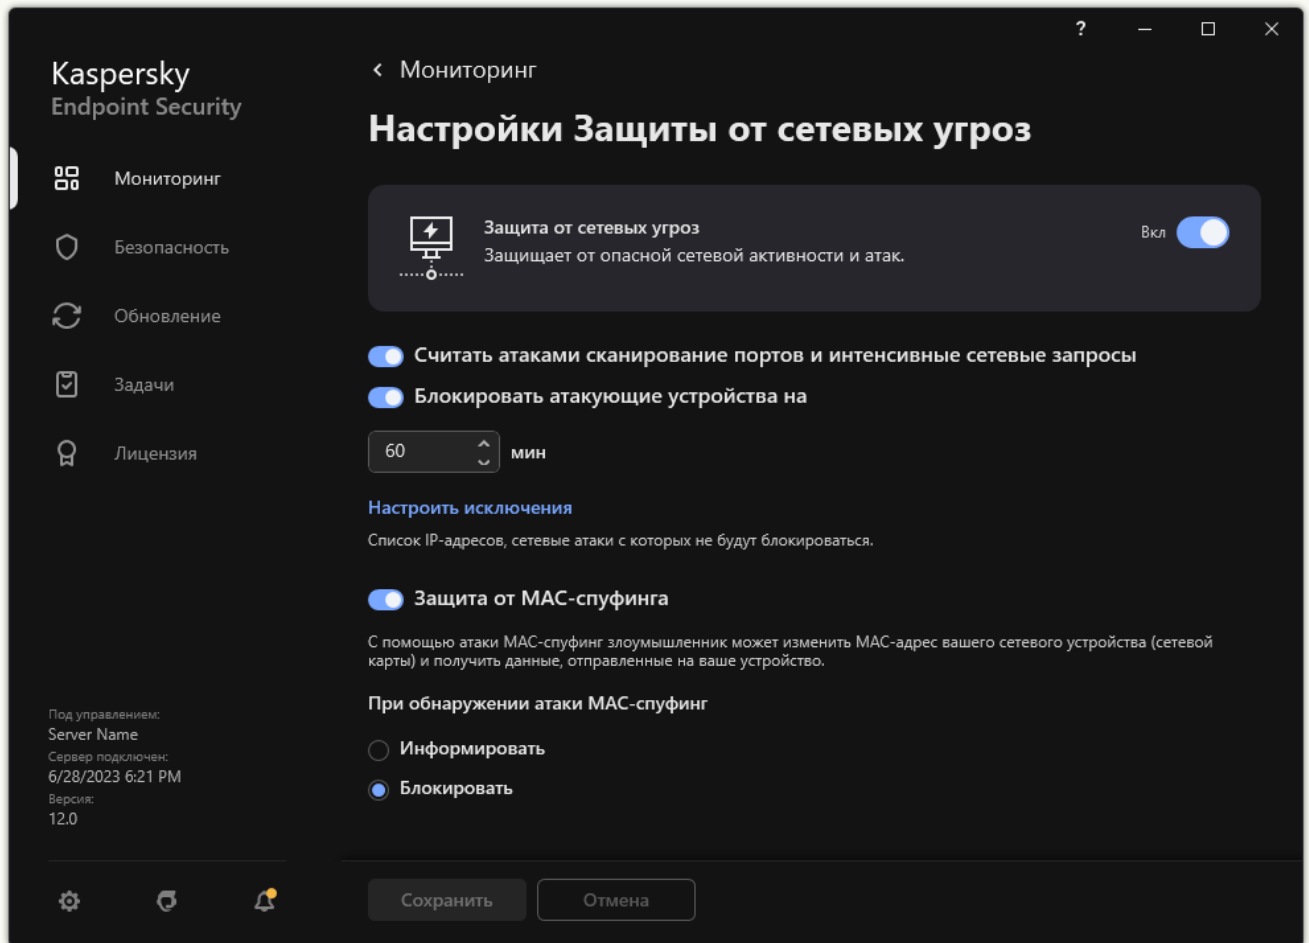 ?
Kaspersky
Endpoint Security
Мониторинг
Безопасность
Обновление
Задачи
Лицензия
Под управлением:
Server Name
Сервер подключен:
6/28/2023 6:21 PM
Версия:
12.0
Мониторинг
Настройки Защиты от сетевых угроз
Защита от сетевых угроз
Защищает от опасной сетевой активности и атак.
Вкл
Считать атаками сканирование портов и интенсивные сетевые запросы
Блокировать атакующие устройства на
60 мин
Настроить исключения
Список IP-адресов, сетевые атаки с которых не будут блокироваться.
Защита от MAC-спуфинга
С помощью атаки MAC-спуфинг злоумышленник может изменить MAC-адрес вашего сетевого устройства (сетевой
карты) и получить данные, отправленные на ваше устройство.
При обнаружении атаки MAC-спуфинг
Информировать
Блокировать
Сохранить Отмена